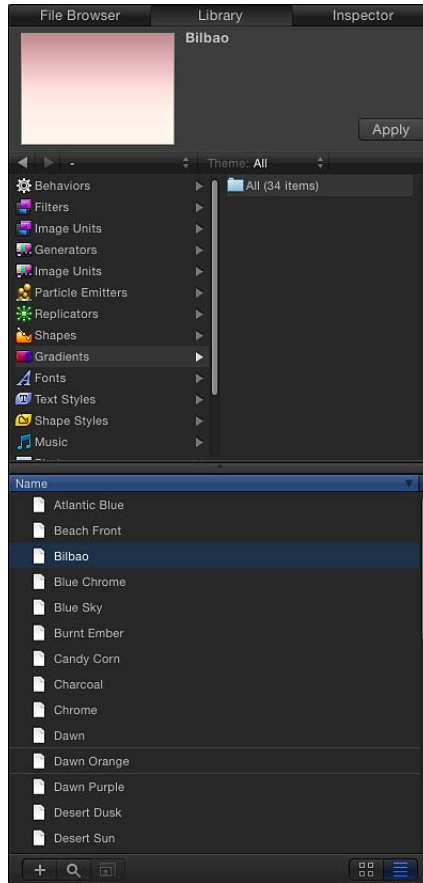 File Browser Library Inspector
Bilbao
Apply
- Theme: All
Behaviors
Filters
Image Units
Generators
Image Units
Particle Emitters
Replicators
Shapes
Gradients
Fonts
Text Styles
Shape Styles
Music
All (34 items)
Name
Atlantic Blue
Beach Front
Bilbao
Blue Chrome
Blue Sky
Burnt Ember
Candy Corn
Charcoal
Chrome
Dawn
Dawn Orange
Dawn Purple
Desert Dusk
Desert Sun